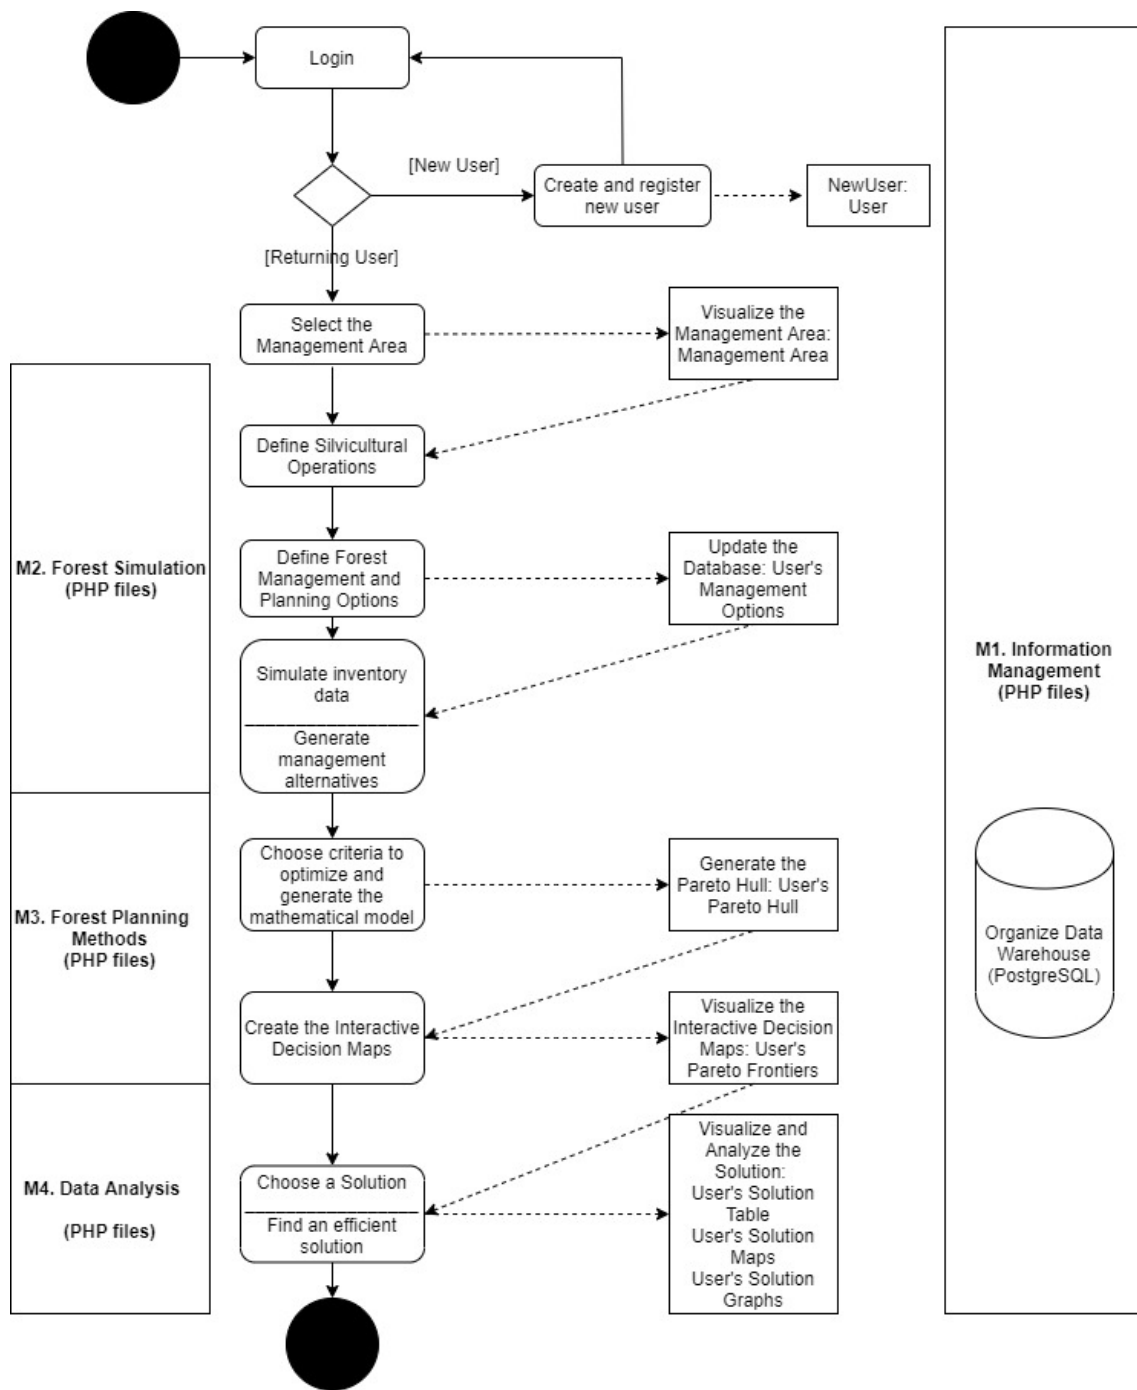 Login
[New User]
Create and register
new user
NewUser:
User
[Returning User]
Select the
Management Area
Visualize the
Management Area:
Management Area
Define Silvicultural
Operations
M2. Forest Simulation
(PHP files)
Define Forest
Management and
Planning Options
Update the
Database: User's
Management
Options
Simulate inventory
data
Generate
management
alternatives
M1. Information
Management
(PHP files)
Choose criteria to
optimize and
generate the
mathematical model
Generate the
Pareto Hull: User's
Pareto Hull
M3. Forest Planning
Methods
(PHP files)
Organize Data
Warehouse
(PostgreSQL)
Create the Interactive
Decision Maps
Visualize the
Interactive Decision
Maps: User's
Pareto Frontiers
M4. Data Analysis
(PHP files)
Choose a Solution
Find an efficient
solution
Visualize and
Analyze the
Solution:
User's Solution
Table
User's Solution
Maps
User's Solution
Graphs